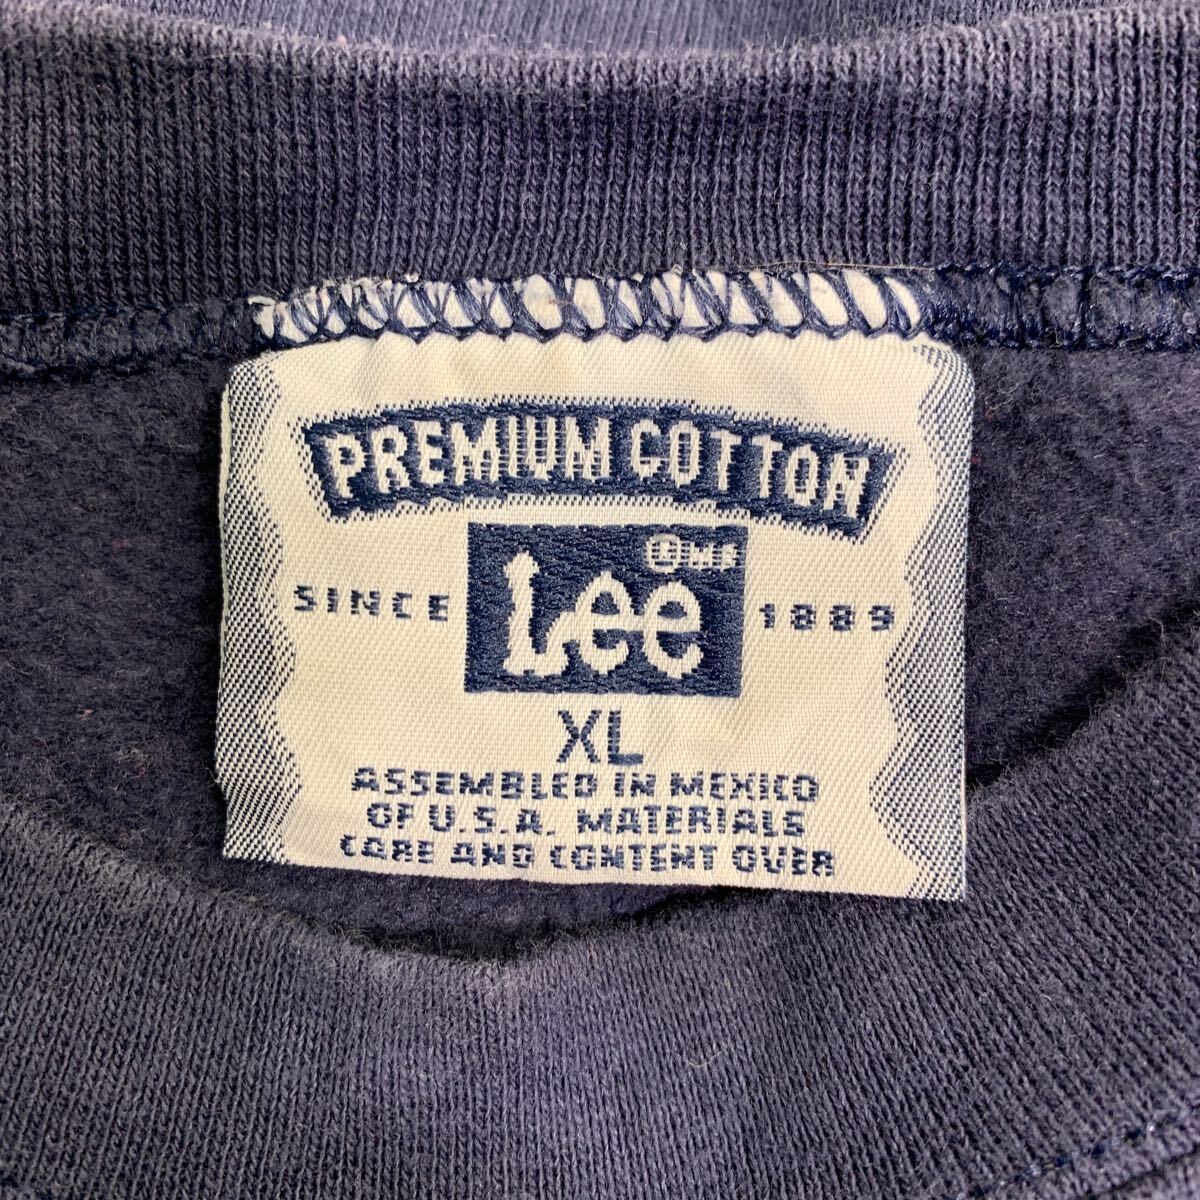 PREMIUM COTTON
Lee
SINCE 1889
XL
ASSEMBLED IN MEXICO
OF U.S.A. MATERIALS
CARE AND CONTENT OVER